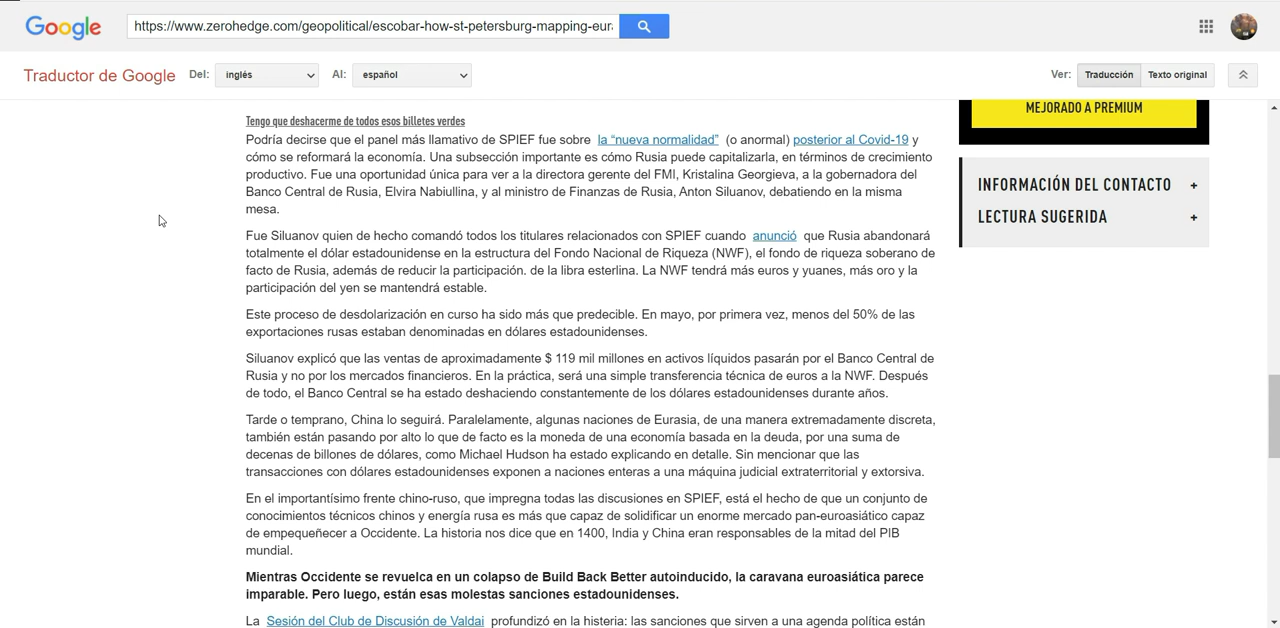 Google
https://www.zerohedge.com/geopolitical/escobar-how-st-petersburg-mapping-eur
Traductor de Google Del: inglés Al: español Ver: Traducción Texto original
MEJORADO A PREMIUM
INFORMACIÓN DEL CONTACTO +
LECTURA SUGERIDA +
Tengo que deshacerme de todos esos billetes verdes
Podría decirse que el panel más llamativo de SPIEF fue sobre la “nueva normalidad” (o anormal) posterior al Covid-19 y
cómo se reformará la economía. Una subsección importante es cómo Rusia puede capitalizarla, en términos de crecimiento
productivo. Fue una oportunidad única para ver a la directora gerente del FMI, Kristalina Georgieva, a la gobernadora del
Banco Central de Rusia, Elvira Nabiullina, y al ministro de Finanzas de Rusia, Anton Siluanov, debatiendo en la misma
mesa.
Fue Siluanov quien de hecho comandó todos los titulares relacionados con SPIEF cuando anunció que Rusia abandonará
totalmente el dólar estadounidense en la estructura del Fondo Nacional de Riqueza (NWF), el fondo de riqueza soberano de
facto de Rusia, además de reducir la participación. de la libra esterlina. La NWF tendrá más euros y yuanes, más oro y la
participación del yen se mantendrá estable.
Este proceso de desdolarización en curso ha sido más que predecible. En mayo, por primera vez, menos del 50% de las
exportaciones rusas estaban denominadas en dólares estadounidenses.
Siluanov explicó que las ventas de aproximadamente $ 119 mil millones en activos líquidos pasarán por el Banco Central de
Rusia y no por los mercados financieros. En la práctica, será una simple transferencia técnica de euros a la NWF. Después
de todo, el Banco Central se ha estado deshaciendo constantemente de los dólares estadounidenses durante años.
Tarde o temprano, China lo seguirá. Paralelamente, algunas naciones de Eurasia, de una manera extremadamente discreta,
también están pasando por alto lo que de facto es la moneda de una economía basada en la deuda, por una suma de
decenas de billones de dólares, como Michael Hudson ha estado explicando en detalle. Sin mencionar que las
transacciones con dólares estadounidenses exponen a naciones enteras a una máquina judicial extraterritorial y extorsiva.
En el importantísimo frente chino-ruso, que impregna todas las discusiones en SPIEF, está el hecho de que un conjunto de
conocimientos técnicos chinos y energía rusa es más que capaz de solidificar un enorme mercado pan-euroasiático capaz
de empequeñecer a Occidente. La historia nos dice que en 1400, India y China eran responsables de la mitad del PIB
mundial.
Mientras Occidente se revuelca en un colapso de Build Back Better autoinducido, la caravana euroasiática parece
imparable. Pero luego, están esas molestas sanciones estadounidenses.
La Sesión del Club de Discusión de Valdai profundizó en la histeria: las sanciones que sirven a una agenda política están